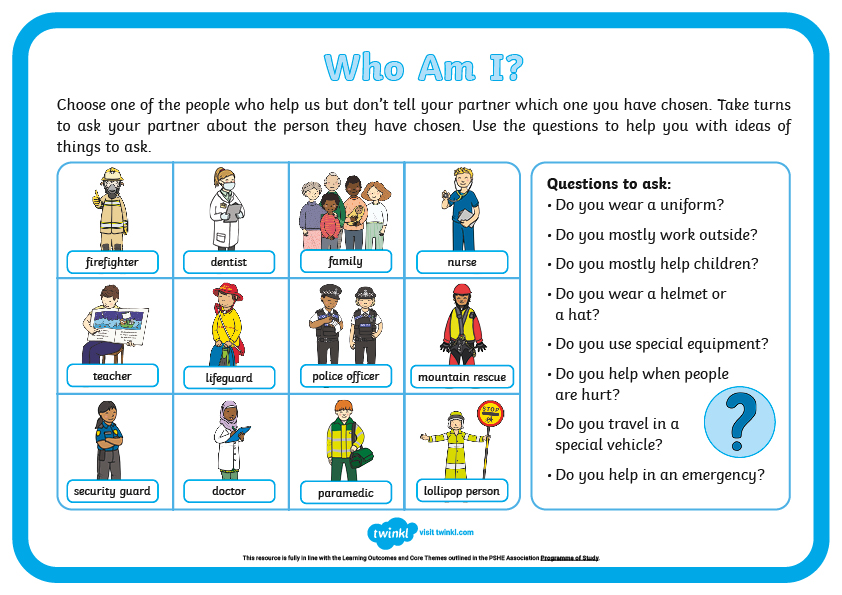 Who Am I?
Choose one of the people who help us but don't tell your partner which one you have chosen. Take turns
to ask your partner about the person they have chosen. Use the questions to help you with ideas of
things to ask.
firefighter
dentist
family
nurse
teacher
lifeguard
police officer
mountain rescue
security guard
doctor
paramedic
STOP
lollipop person
Questions to ask:
• Do you wear a uniform?
• Do you mostly work outside?
• Do you mostly help children?
• Do you wear a helmet or
a hat?
• Do you use special equipment?
• Do you help when people
are hurt?
• Do you travel in a
special vehicle?
• Do you help in an emergency?
?
twinkl
visit twinkl.com
This resource is fully in line with the Learning Outcomes and Core Themes outlined in the PSHE Association Programme of Study.